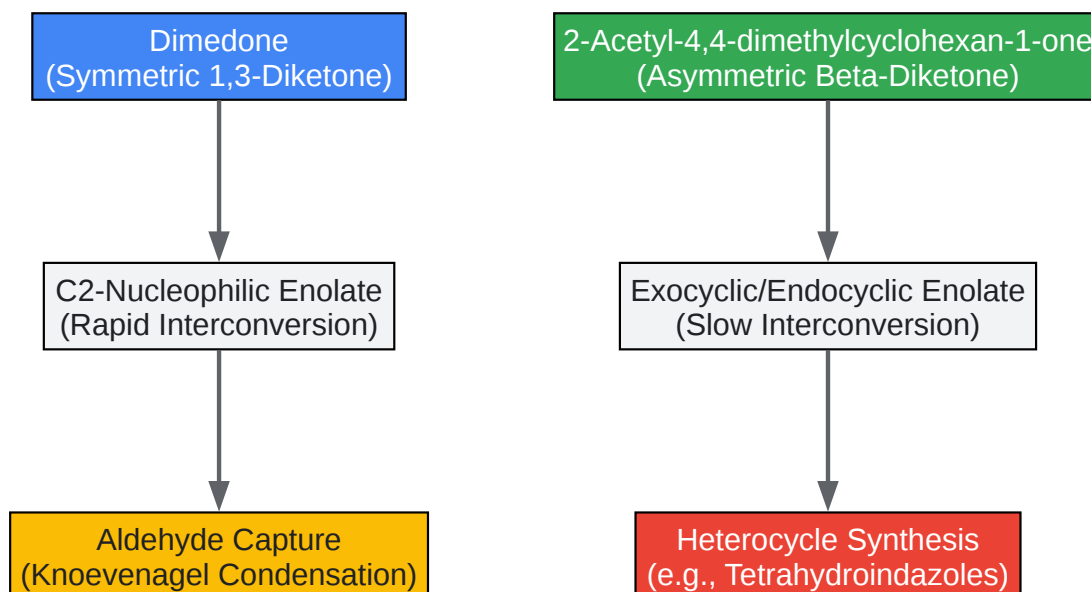 Dimedone
(Symmetric 1,3-Diketone)
2-Acetyl-4,4-dimethylcyclohexan-1-one
(Asymmetric Beta-Diketone)
C2-Nucleophilic Enolate
(Rapid Interconversion)
Exocyclic/Endocyclic Enolate
(Slow Interconversion)
Aldehyde Capture
(Knoevenagel Condensation)
Heterocycle Synthesis
(e.g., Tetrahydroindazoles)